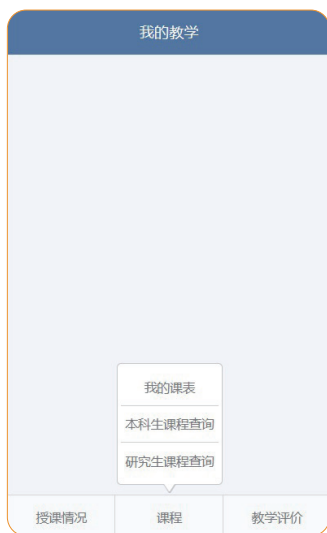 我的教学
我的课表
本科生课程查询
研究生课程查询
授课情况 课程 教学评价